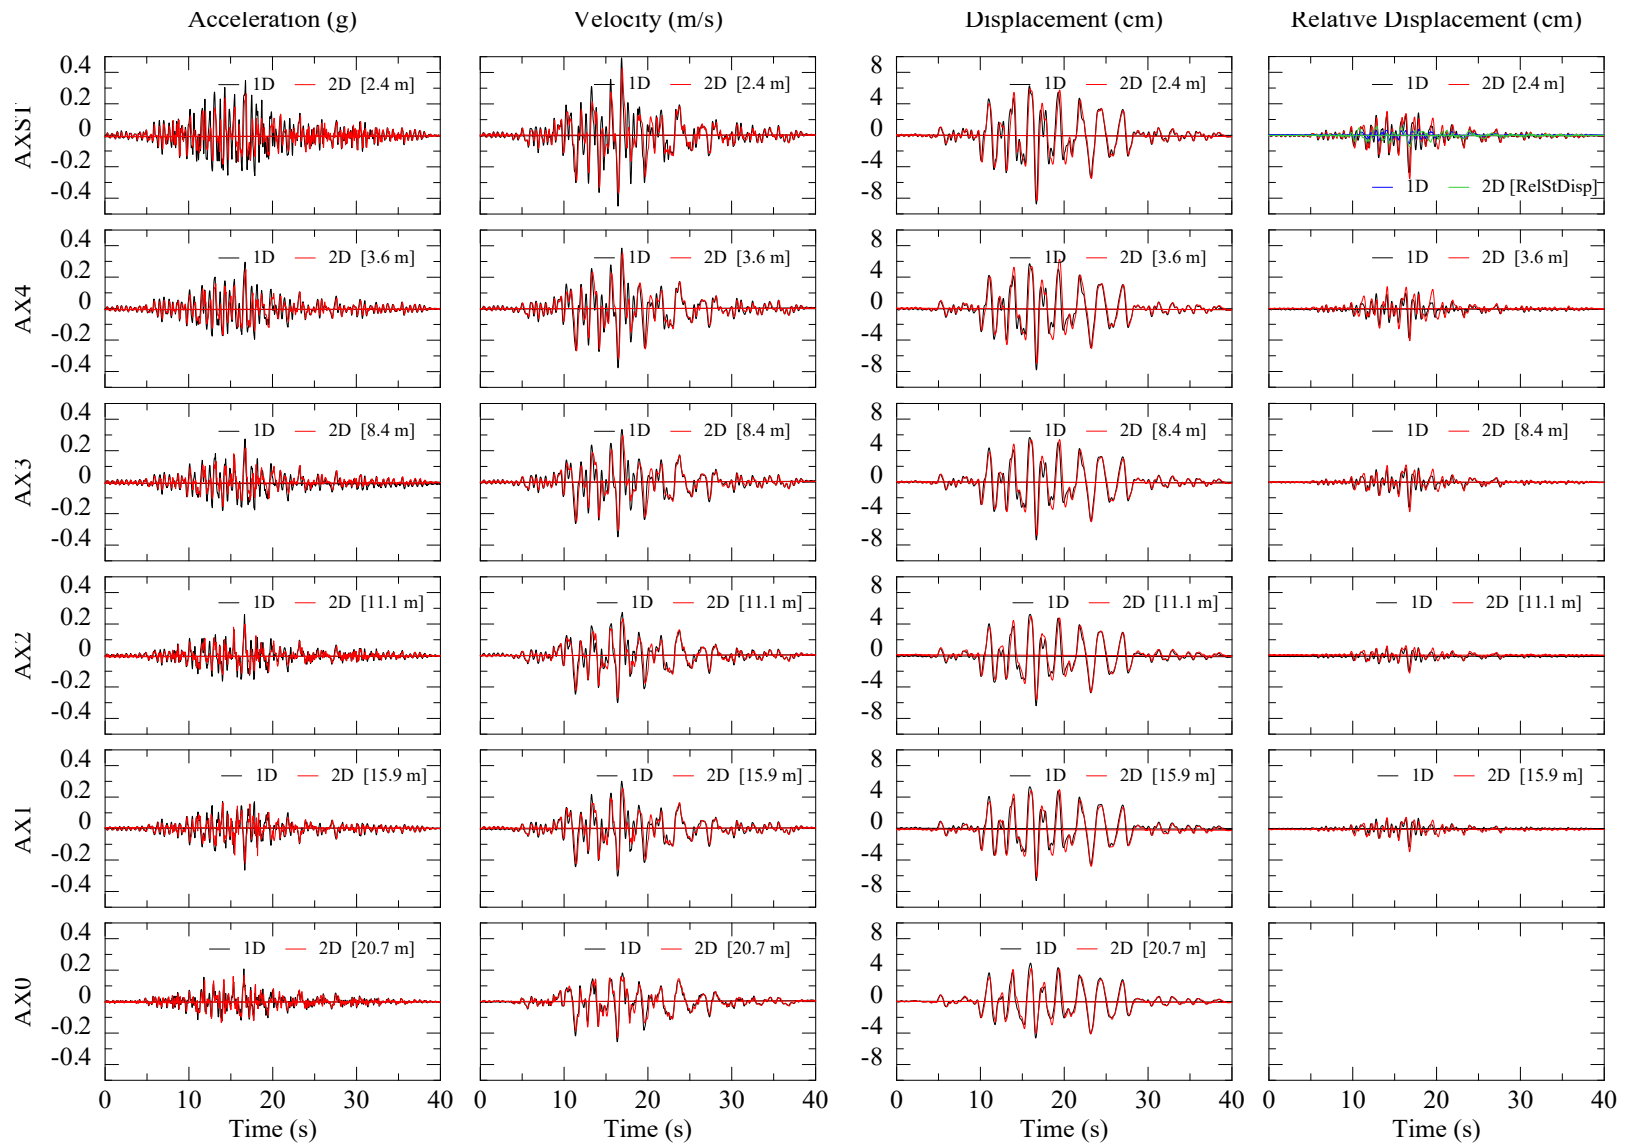 Acceleration (g) Velocity (m/s) Displacement (cm) Relative Displacement (cm)
AXST
0.4 0.2 0 -0.2 -0.4
1D 2D [2.4 m]
1D 2D [2.4 m]
8 4 0 -4 -8
1D 2D [2.4 m]
1D 2D [2.4 m]
1D 2D [RelStDisp]
AX4
0.4 0.2 0 -0.2 -0.4
1D 2D [3.6 m]
1D 2D [3.6 m]
8 4 0 -4 -8
1D 2D [3.6 m]
1D 2D [3.6 m]
AX3
0.4 0.2 0 -0.2 -0.4
1D 2D [8.4 m]
1D 2D [8.4 m]
8 4 0 -4 -8
1D 2D [8.4 m]
1D 2D [8.4 m]
AX2
0.4 0.2 0 -0.2 -0.4
1D 2D [11.1 m]
1D 2D [11.1 m]
8 4 0 -4 -8
1D 2D [11.1 m]
1D 2D [11.1 m]
AX1
0.4 0.2 0 -0.2 -0.4
1D 2D [15.9 m]
1D 2D [15.9 m]
8 4 0 -4 -8
1D 2D [15.9 m]
1D 2D [15.9 m]
AX0
0.4 0.2 0 -0.2 -0.4
1D 2D [20.7 m]
1D 2D [20.7 m]
8 4 0 -4 -8
1D 2D [20.7 m]
0 10 20 30 40 0 10 20 30 40 0 10 20 30 40 0 10 20 30 40
Time (s) Time (s) Time (s) Time (s)